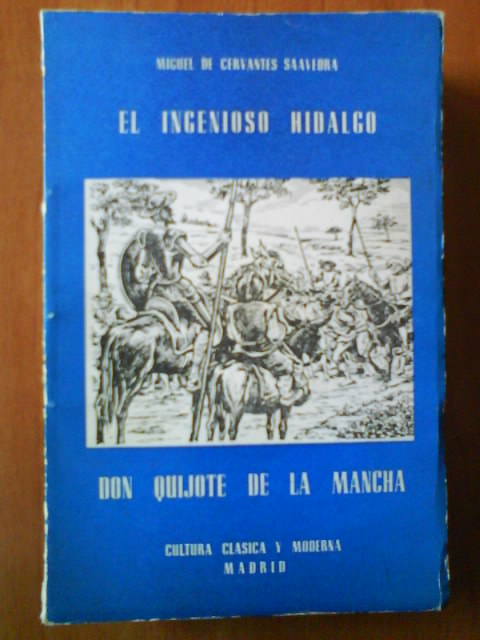 MIGUEL DE CERVANTES SAAVEDRA
EL INGENIOSO HIDALGO
DON QUIJOTE DE LA MANCHA
CULTURA CLASICA Y MODERNA
MADRID